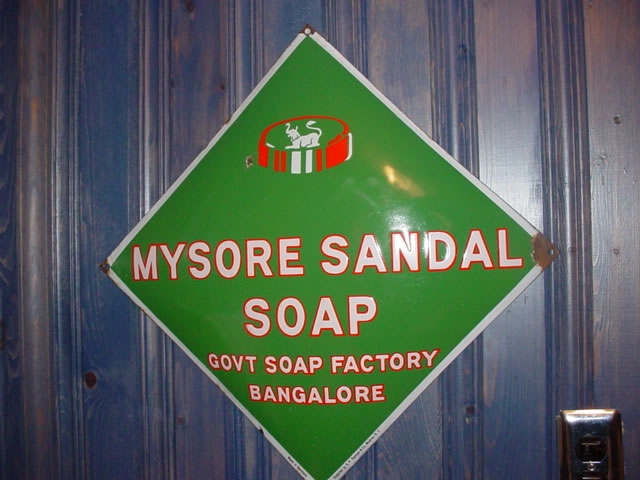 MYSORE SANDAL
SOAP
GOVT SOAP FACTORY
BANGALORE